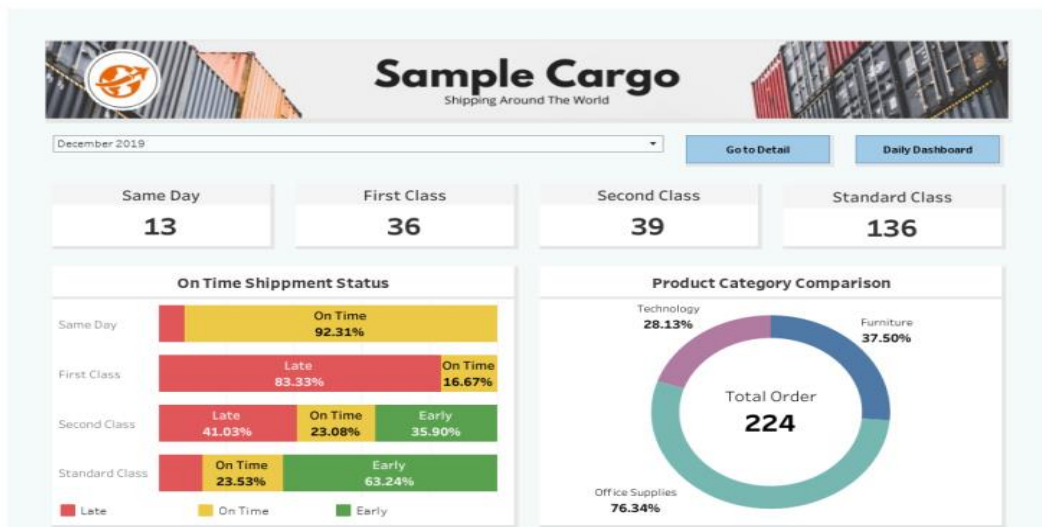 Sample Cargo
Shipping Around The World
December 2019
Go to Detail
Daily Dashboard
Same Day
13
First Class
36
Second Class
39
Standard Class
136
On Time Shippment Status
Same Day
On Time
92.31%
First Class
Late
83.33%
On Time
16.67%
Second Class
Late
41.03%
On Time
23.08%
Early
35.90%
Standard Class
On Time
23.53%
Early
63.24%
Late
On Time
Early
Product Category Comparison
Technology
28.13%
Furniture
37.50%
Total Order
224
Office Supplies
76.34%